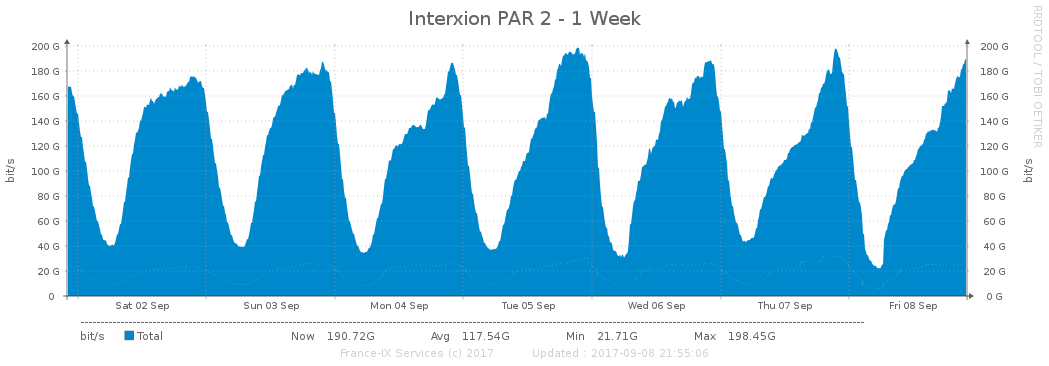 Interxion PAR 2 - 1 Week
RRDTOOL / TOBI OETIKER
bit/s
bit/s
200 G 200 G
180 G 180 G
160 G 160 G
140 G 140 G
120 G 120 G
100 G 100 G
80 G 80 G
60 G 60 G
40 G 40 G
20 G 20 G
0 0 G
Sat 02 Sep Sun 03 Sep Mon 04 Sep Tue 05 Sep Wed 06 Sep Thu 07 Sep Fri 08 Sep
bit/s Total Now 190.72G Avg 117.54G Min 21.71G Max 198.45G
France-IX Services (c) 2017 Updated : 2017-09-08 21:55:06